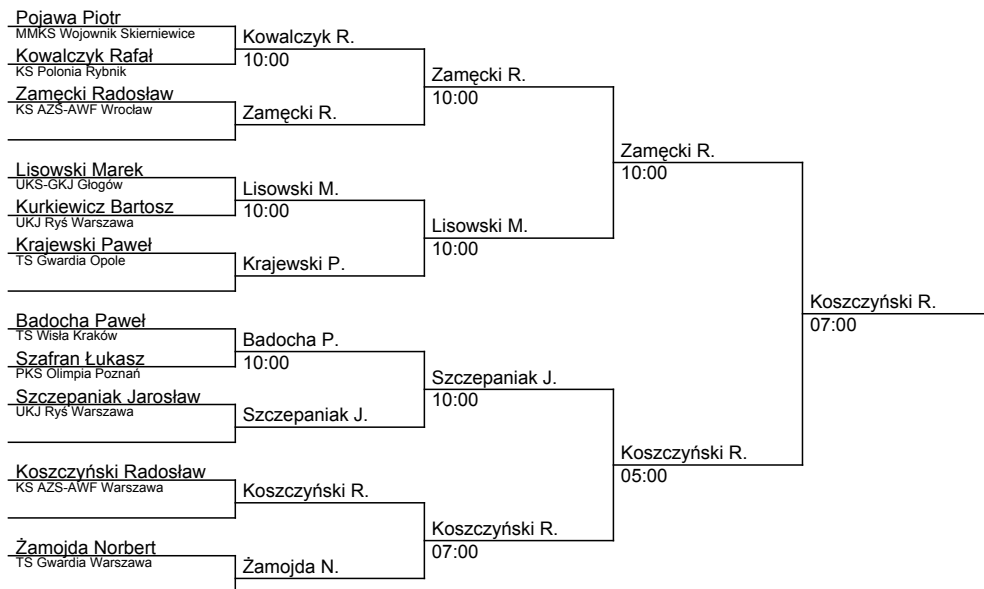 Pojawa Piotr
MMKS Wojownik Skierniewice
Kowalczyk R.
10:00
Kowalczyk Rafał
KS Polonia Rybnik
Zamęcki R.
10:00
Zamęcki Radosław
KS AZS-AWF Wrocław
Zamęcki R.
Zamęcki R.
10:00
Lisowski Marek
UKS-GKJ Głogów
Lisowski M.
10:00
Kurkiewicz Bartosz
UKJ Ryś Warszawa
Lisowski M.
10:00
Krajewski Paweł
TS Gwardia Opole
Krajewski P.
Koszczyński R.
07:00
Badocha Paweł
TS Wisła Kraków
Badocha P.
10:00
Szafran Łukasz
PKS Olimpia Poznań
Szczepaniak J.
10:00
Szczepaniak Jarosław
UKJ Ryś Warszawa
Szczepaniak J.
Koszczyński R.
05:00
Koszczyński Radosław
KS AZS-AWF Warszawa
Koszczyński R.
Koszczyński R.
07:00
Żamojda Norbert
TS Gwardia Warszawa
Żamojda N.